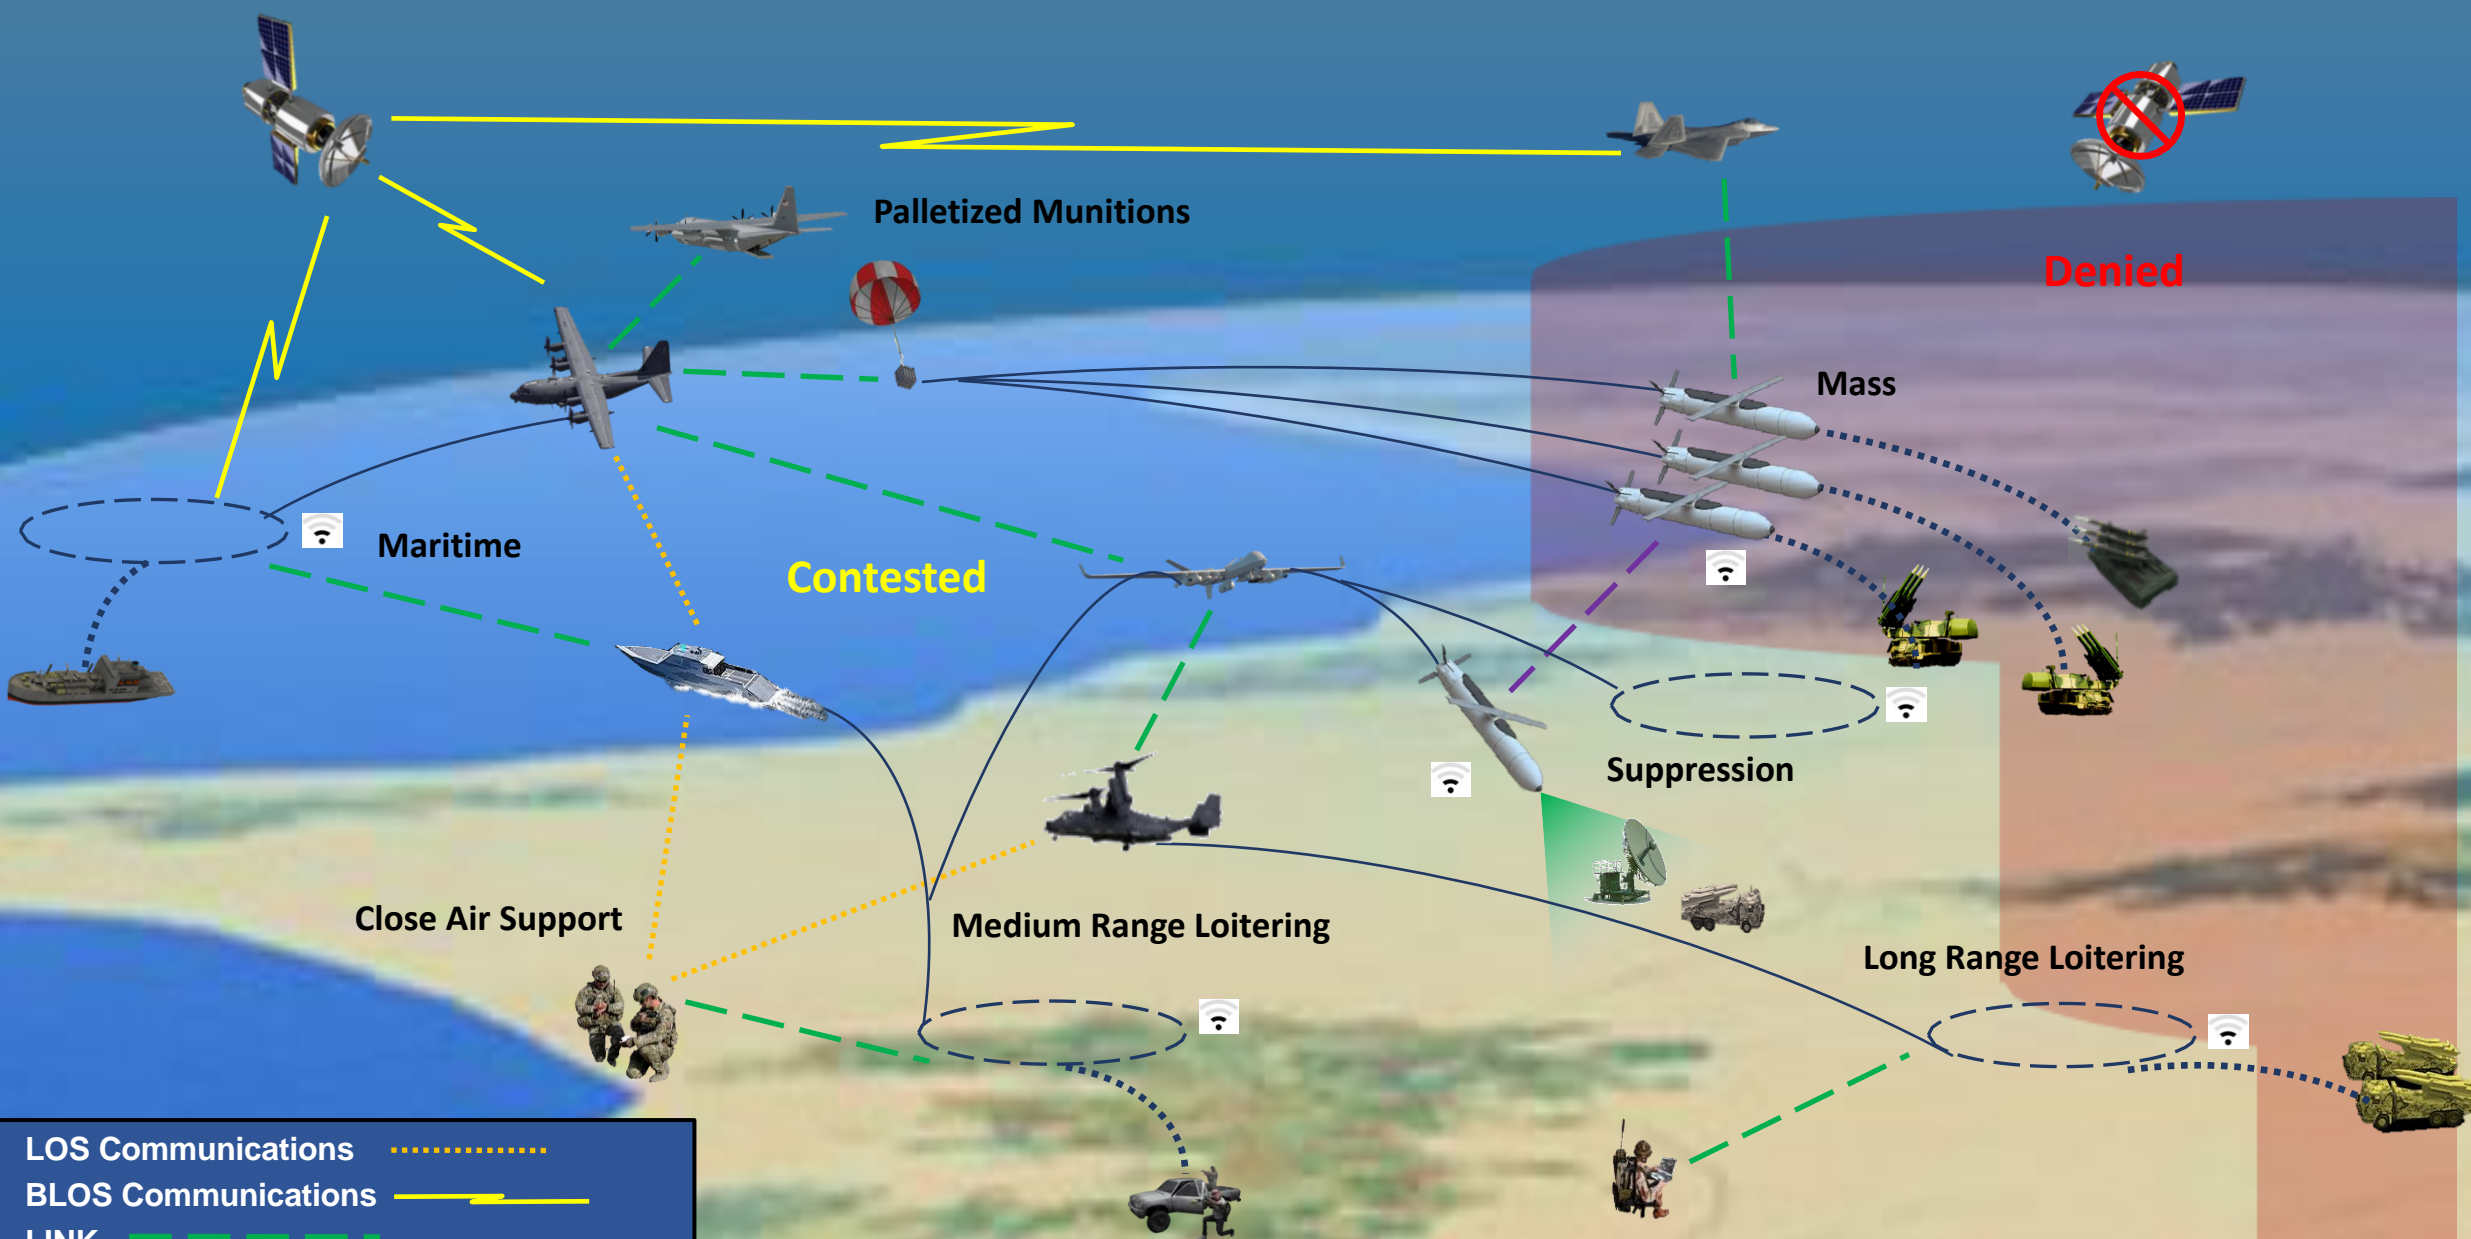 Palletized Munitions
Denied
Mass
Maritime
Contested
Suppression
Close Air Support
Medium Range Loitering
Long Range Loitering
LOS Communications
BLOS Communications
LINK